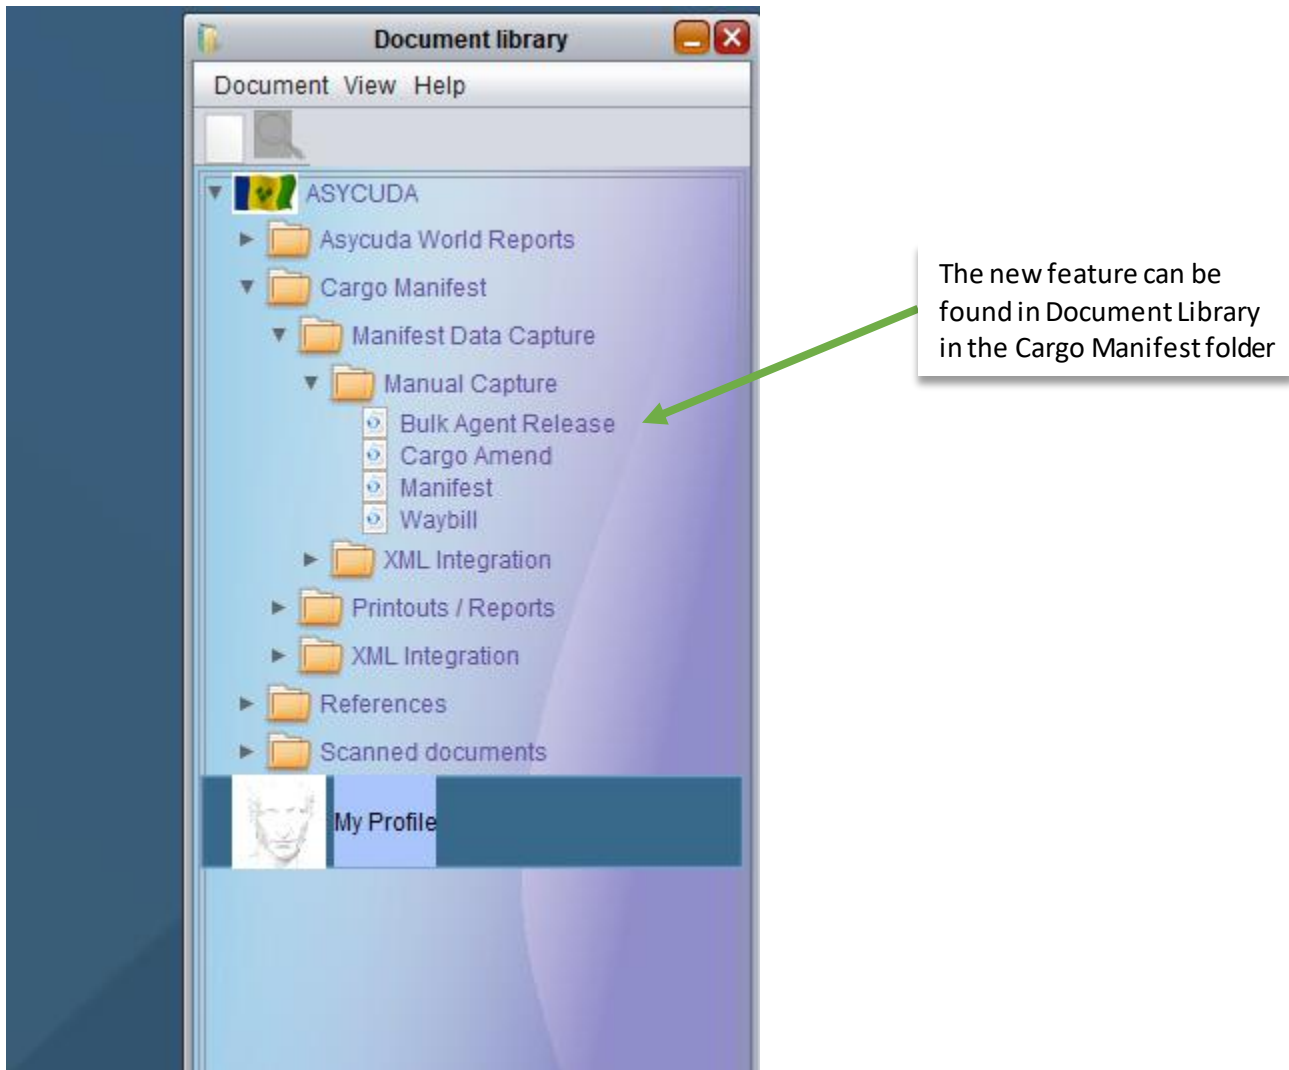 Document library
Document View Help
ASYCUDA
Asycuda World Reports
Cargo Manifest
Manifest Data Capture
Manual Capture
Bulk Agent Release
Cargo Amend
Manifest
Waybill
XML Integration
Printouts / Reports
XML Integration
References
Scanned documents
My Profile
The new feature can be
found in Document Library
in the Cargo Manifest folder